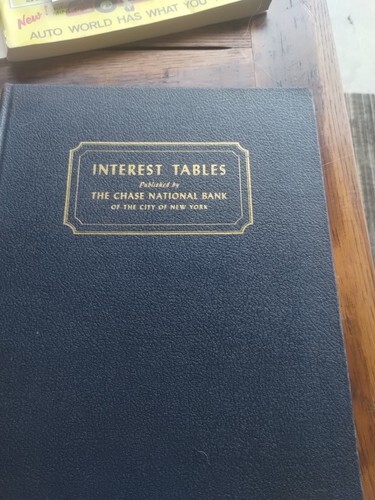 New!
AUTO WORLD HAS WHAT YOU
INTEREST TABLES
Published by
THE CHASE NATIONAL BANK
OF THE CITY OF NEW YORK